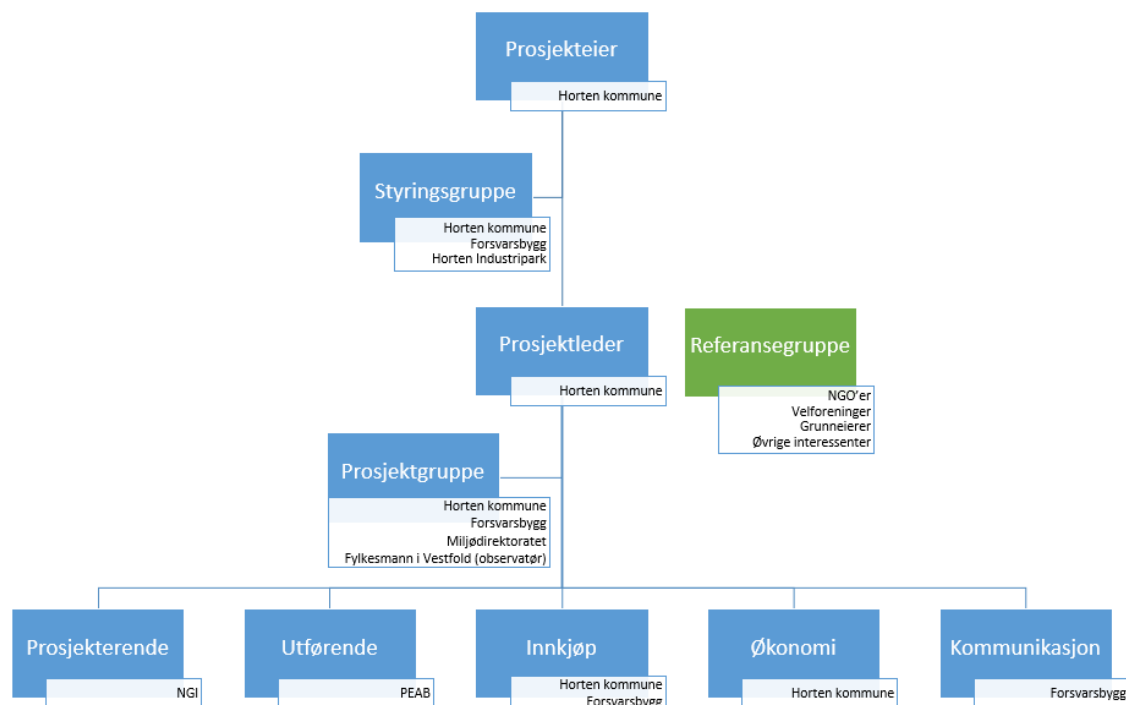 Prosjekteier
Horten kommune
Styringsgruppe
Horten kommune
Forsvarsbygg
Horten Industripark
Prosjektleder
Horten kommune
Referansegruppe
NGO'er
Velforeninger
Grunneierer
Øvrige interessenter
Prosjektgruppe
Horten kommune
Forsvarsbygg
Miljødirektoratet
Fylkesmann i Vestfold (observatør)
Prosjekterende
NGI
Utførende
PEAB
Innkjøp
Horten kommune
Forsvarsbygg
Økonomi
Horten kommune
Kommunikasjon
Forsvarsbygg